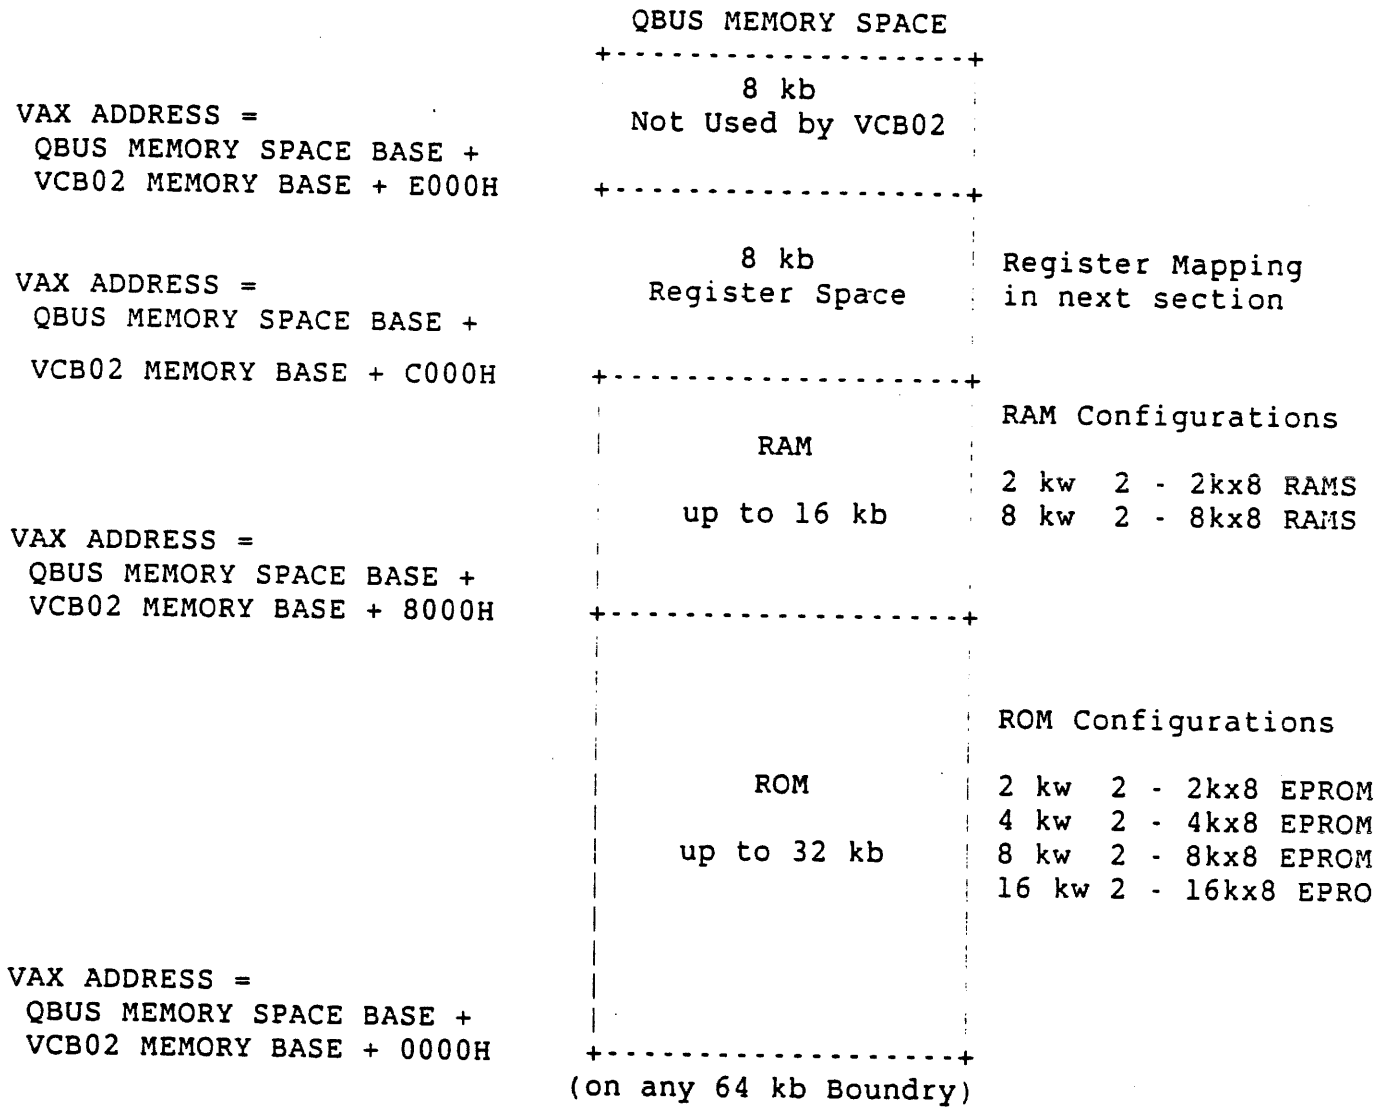 QBUS MEMORY SPACE
8 kb
Not Used by VCB02
VAX ADDRESS =
QBUS MEMORY SPACE BASE +
VCB02 MEMORY BASE + E000H
8 kb
Register Space
Register Mapping
in next section
VAX ADDRESS =
QBUS MEMORY SPACE BASE +
VCB02 MEMORY BASE + C000H
RAM
up to 16 kb
RAM Configurations
2 kw 2 - 2kx8 RAMS
8 kw 2 - 8kx8 RAMS
VAX ADDRESS =
QBUS MEMORY SPACE BASE +
VCB02 MEMORY BASE + 8000H
ROM
up to 32 kb
ROM Configurations
2 kw 2 - 2kx8 EPROM
4 kw 2 - 4kx8 EPROM
8 kw 2 - 8kx8 EPROM
16 kw 2 - 16kx8 EPRO
VAX ADDRESS =
QBUS MEMORY SPACE BASE +
VCB02 MEMORY BASE + 0000H
(on any 64 kb Boundry)